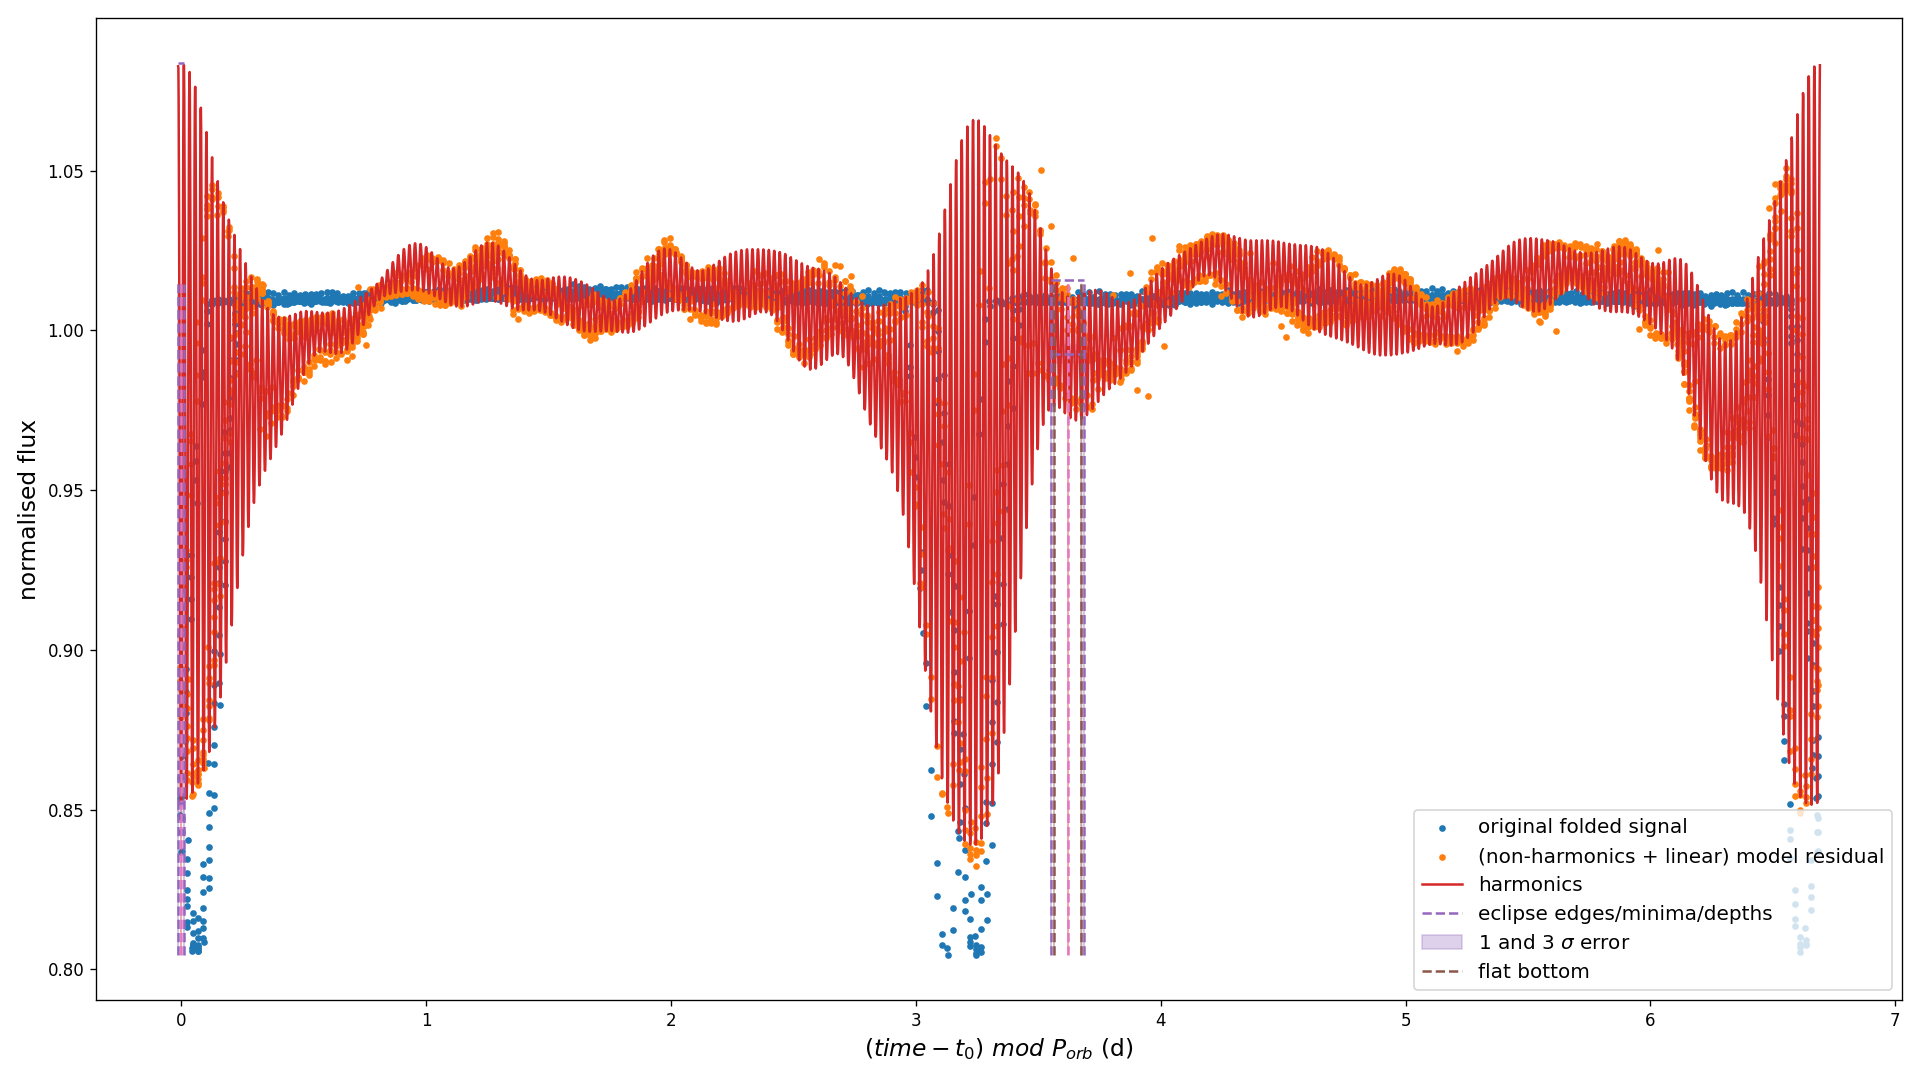 normalised flux
1.05
1.00
0.95
0.90
0.85
0.80
original folded signal
(non-harmonics + linear) model residual
harmonics
eclipse edges/minima/depths
1 and 3 σ error
flat bottom
0 1 2 3 4 5 6 7
(time − t₀) mod P_orb (d)